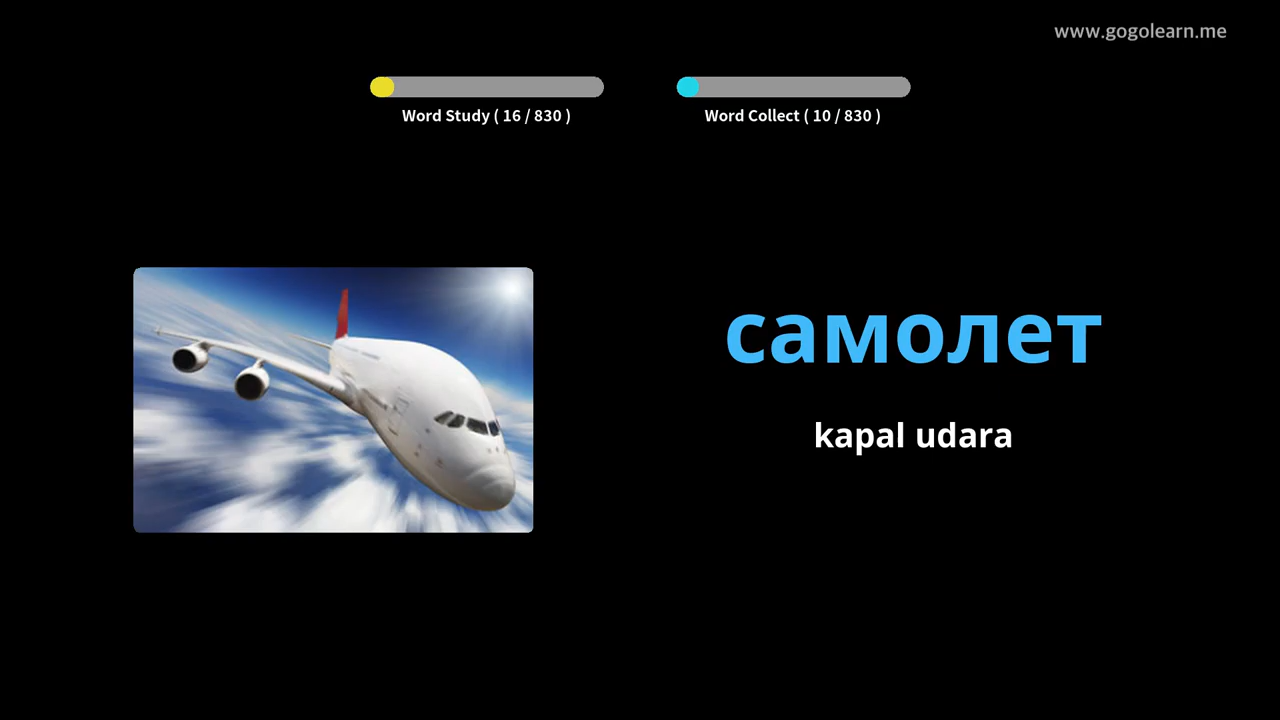 www.gogolearn.me
Word Study ( 16 / 830 )
Word Collect ( 10 / 830 )
самолет
kapal udara